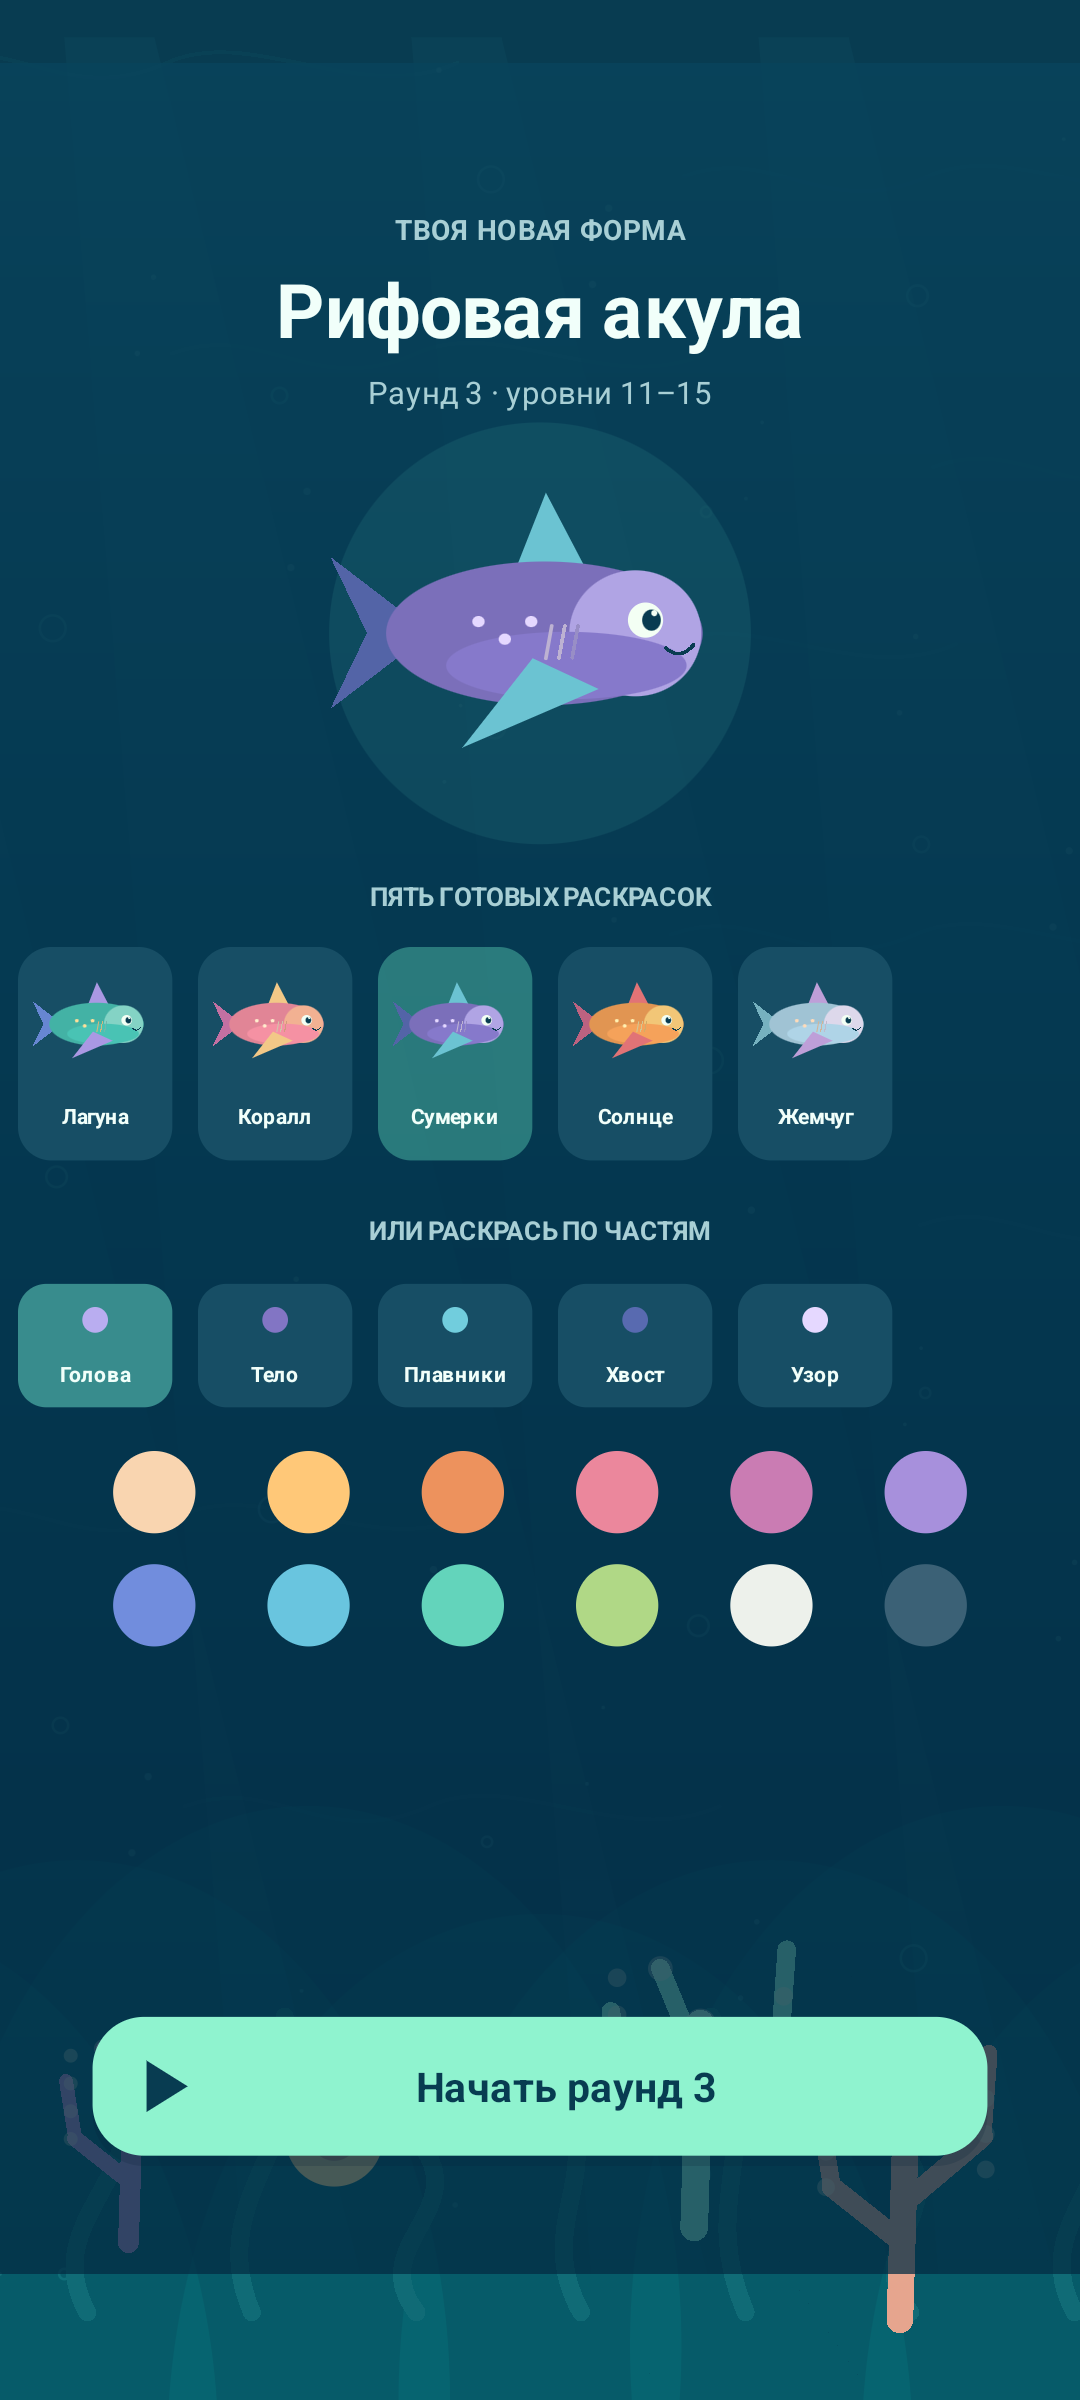 ТВОЯ НОВАЯ ФОРМА
Рифовая акула
Раунд 3 · уровни 11–15
ПЯТЬ ГОТОВЫХ РАСКРАСОК
Лагуна
Коралл
Сумерки
Солнце
Жемчуг
ИЛИ РАСКРАСЬ ПО ЧАСТЯМ
Голова
Тело
Плавники
Хвост
Узор
Начать раунд 3